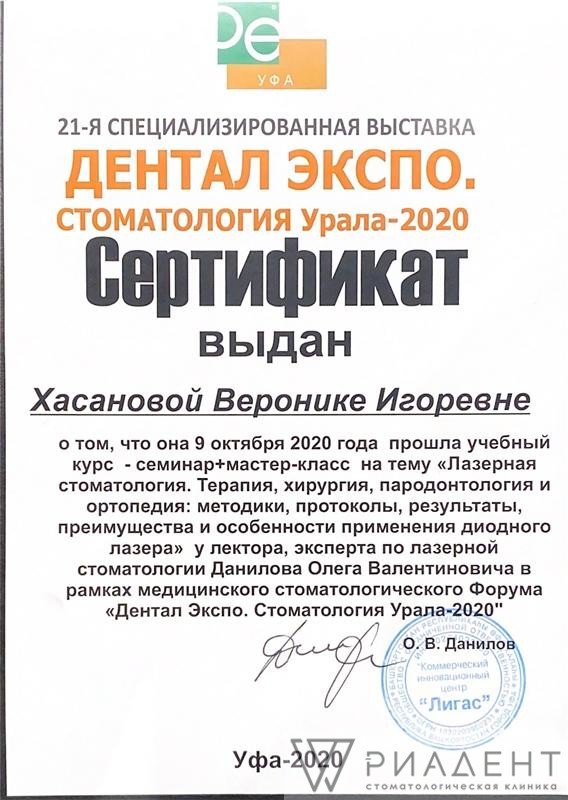 De
УФА
21-Я СПЕЦИАЛИЗИРОВАННАЯ ВЫСТАВКА
ДЕНТАЛ ЭКСПО.
СТОМАТОЛОГИЯ Урала-2020
Сертификат
выдан
Хасановой Веронике Игоревне
о том, что она 9 октября 2020 года прошла учебный
курс - семинар+мастер-класс на тему «Лазерная
стоматология. Терапия, хирургия, пародонтология и
ортопедия: методики, протоколы, результаты,
преимущества и особенности применения диодного
лазера» у лектора, эксперта по лазерной
стоматологии Данилова Олега Валентиновича в
рамках медицинского стоматологического Форума
«Дентал Экспо. Стоматология Урала-2020"
О. В. Данилов
Коммерческий
инновационный
центр
"Лигас"
Уфа-2020
РИАДЕНТ
стоматологическая клиника